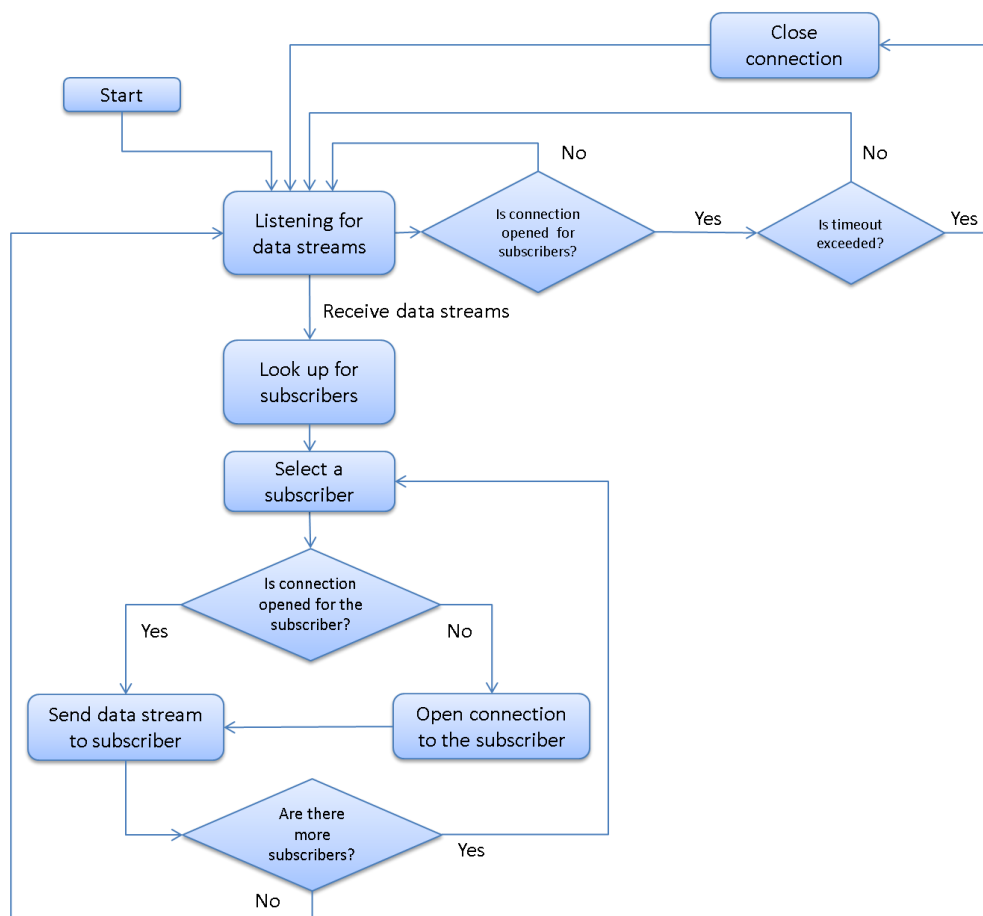 Close
connection
Start
No
No
Listening for
data streams
Is connection
opened for
subscribers?
Yes
Is timeout
exceeded?
Yes
Receive data streams
Look up for
subscribers
Select a
subscriber
Is connection
opened for the
subscriber?
Yes
No
Send data stream
to subscriber
Open connection
to the subscriber
Are there
more
subscribers?
Yes
No